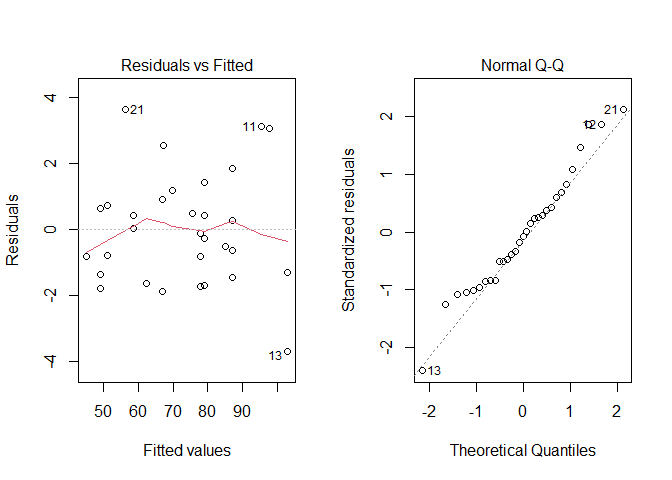 Residuals vs Fitted
Residuals
4
2
0
-2
-4
21
11
13
50 60 70 80 90
Fitted values
Normal Q-Q
Standardized residuals
2
1
0
-1
-2
21
12
13
-2 -1 0 1 2
Theoretical Quantiles